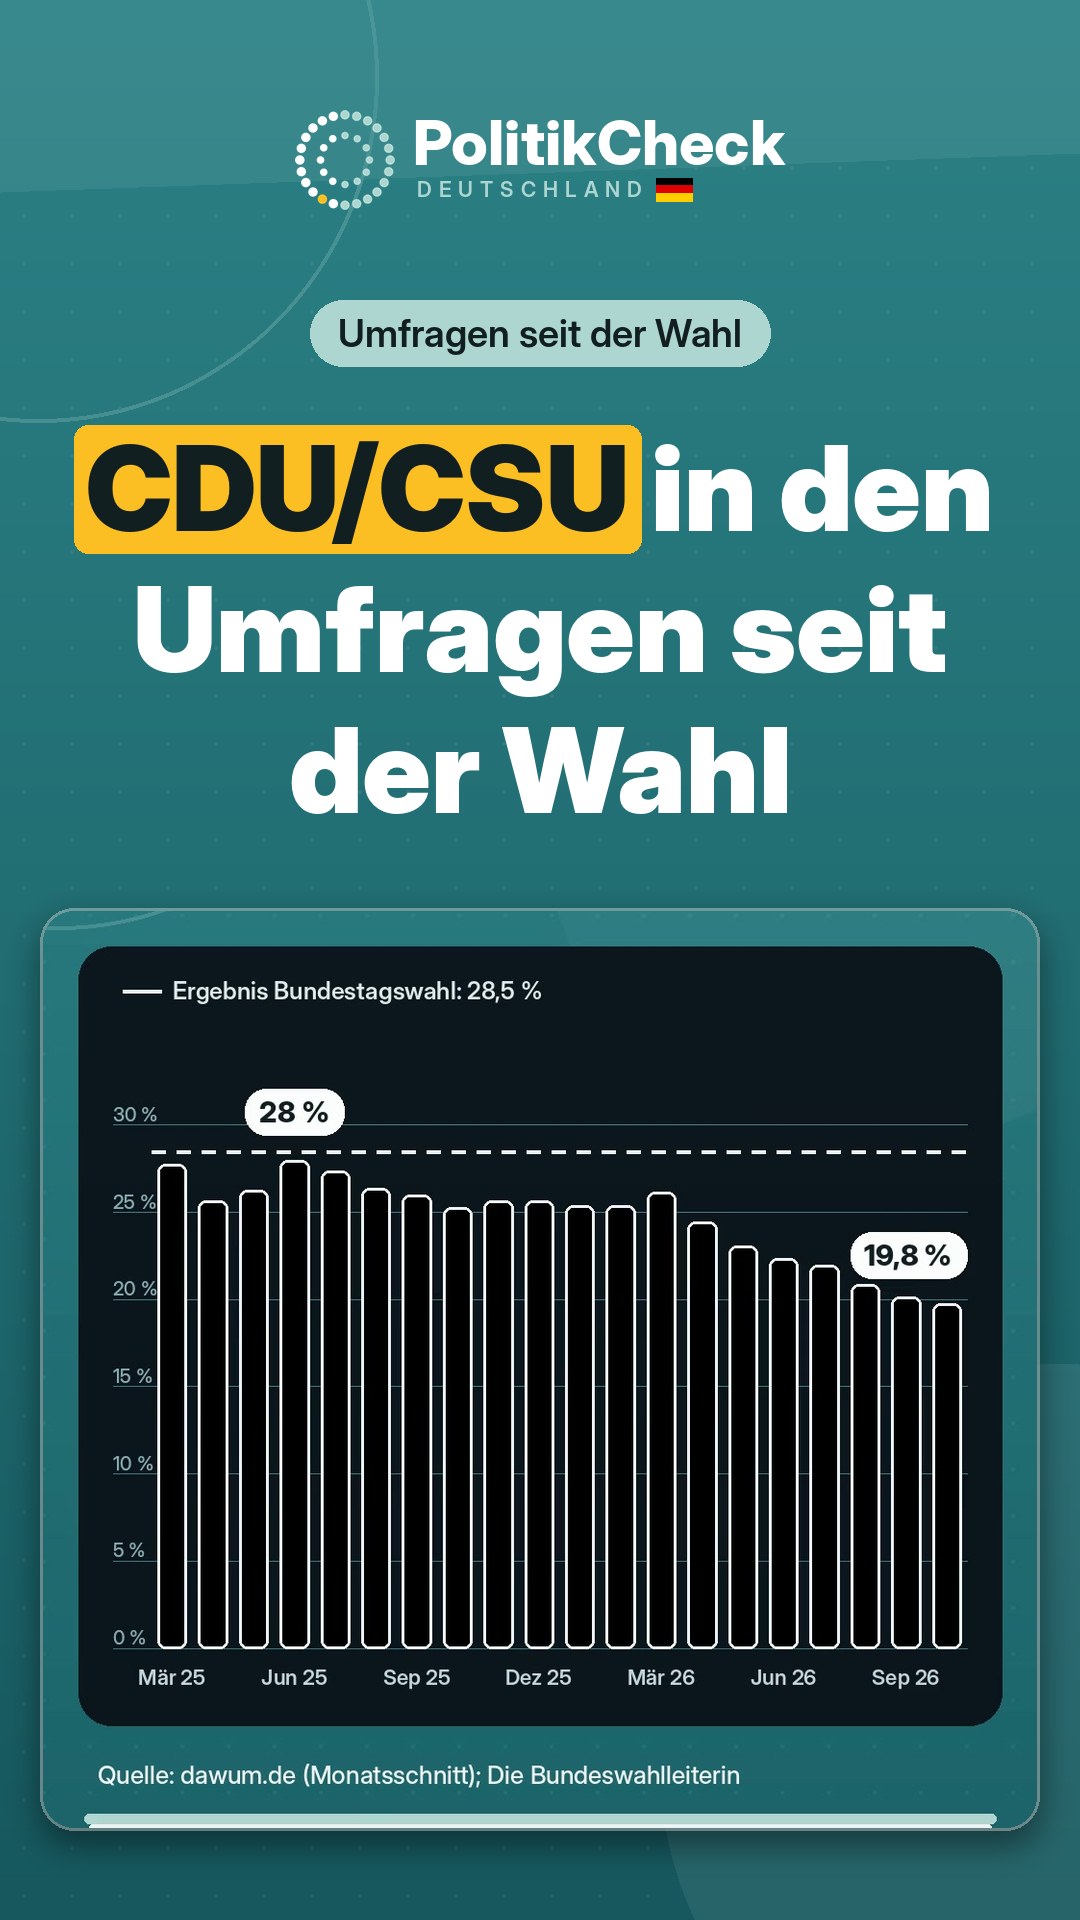 PolitikCheck
DEUTSCHLAND
Umfragen seit der Wahl
CDU/CSU in den
Umfragen seit
der Wahl
Ergebnis Bundestagswahl: 28,5 %
30 %
28 %
25 %
19,8 %
20 %
15 %
10 %
5 %
0 %
Mär 25 Jun 25 Sep 25 Dez 25 Mär 26 Jun 26 Sep 26
Quelle: dawum.de (Monatsschnitt); Die Bundeswahlleiterin